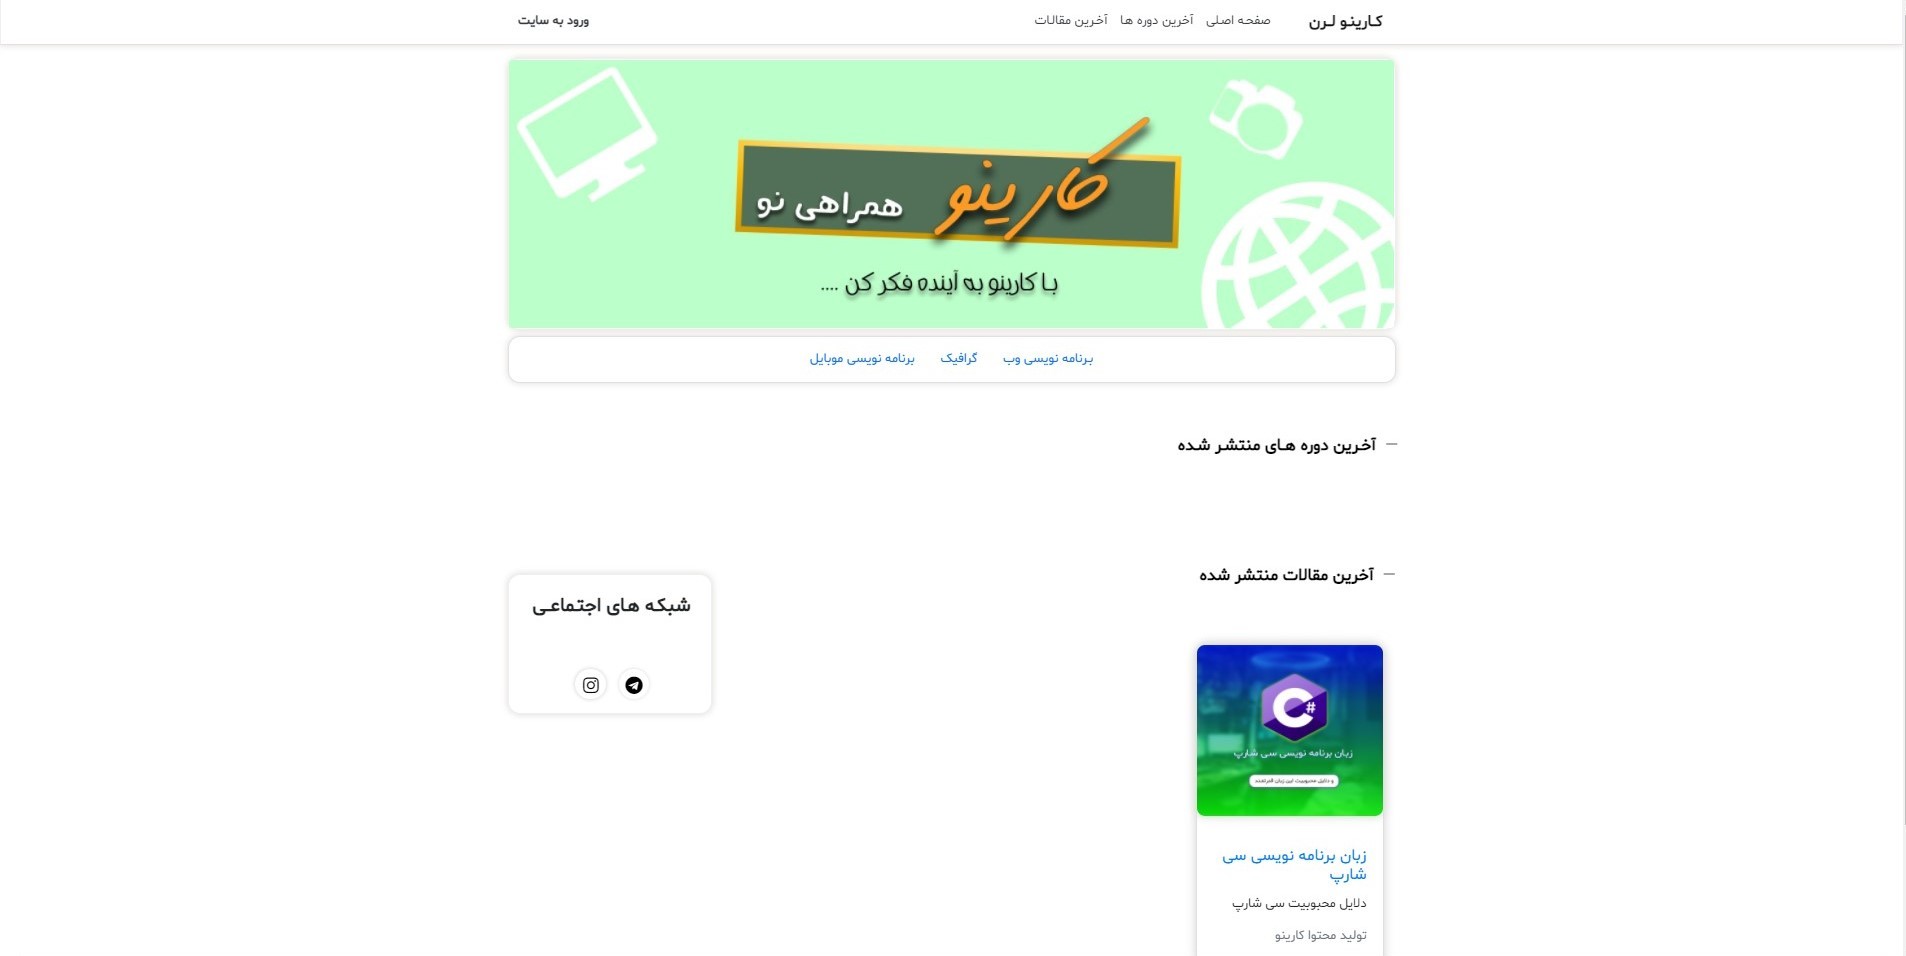 کارینو لرن
صفحه اصلی
آخرین دوره ها
آخرین مقالات
ورود به سایت
کارینو
همراهی نو
با کارینو به آینده فکر کن ....
برنامه نویسی وب
گرافیک
برنامه نویسی موبایل
آخرین دوره های منتشر شده
آخرین مقالات منتشر شده
C#
زبان برنامه نویسی سی شارپ
و دلایل محبوبیت این زبان قدرتمند
زبان برنامه نویسی سی
شارپ
دلایل محبوبیت سی شارپ
تولید محتوا کارینو
شبکه های اجتماعی